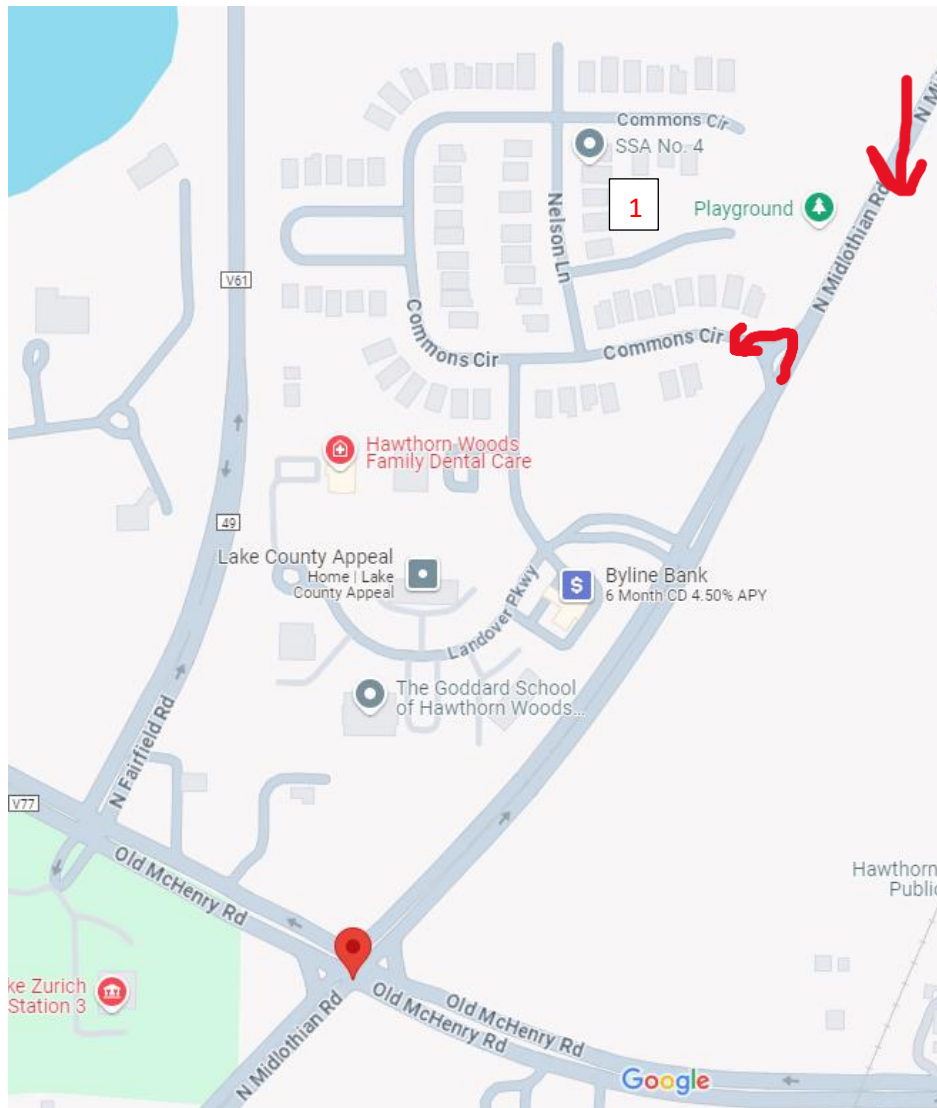 Commons Cir
N Mi
SSA No. 4
1
Playground
Nelson Ln
N Midlothian Rd
V61
Commons Cir
Commons Cir
Hawthorn Woods
Family Dental Care
49
Lake County Appeal
Home | Lake
County Appeal
Byline Bank
6 Month CD 4.50% APY
$
Landover Pkwy
The Goddard School
of Hawthorn Woods...
N Fairfield Rd
V77
Old McHenry Rd
Hawthorn
Public
ke Zurich
Station 3
Old McHenry Rd
Old McHenry Rd
N Midlothian Rd
Google